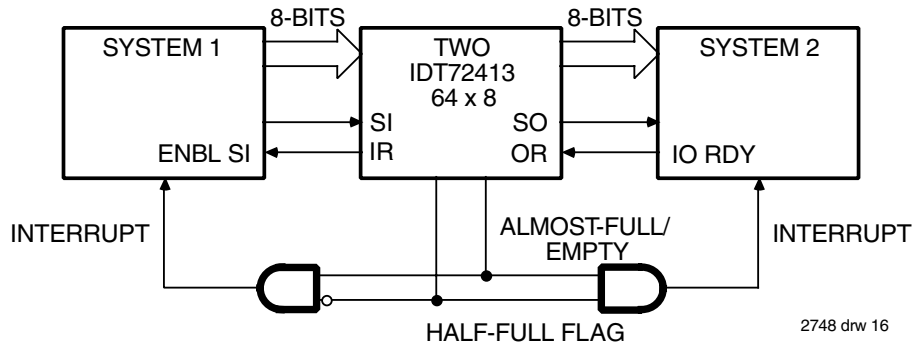 8-BITS
8-BITS
SYSTEM 1
TWO
IDT72413
64 x 8
SYSTEM 2
SI
SO
ENBL SI
IR
OR
IO RDY
INTERRUPT
ALMOST-FULL/
EMPTY
INTERRUPT
HALF-FULL FLAG
2748 drw 16